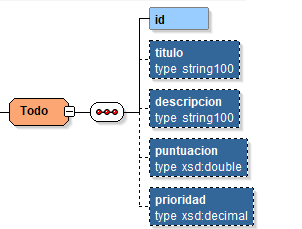 Todo
id
titulo
type string100
descripcion
type string100
puntuacion
type xsd:double
prioridad
type xsd:decimal